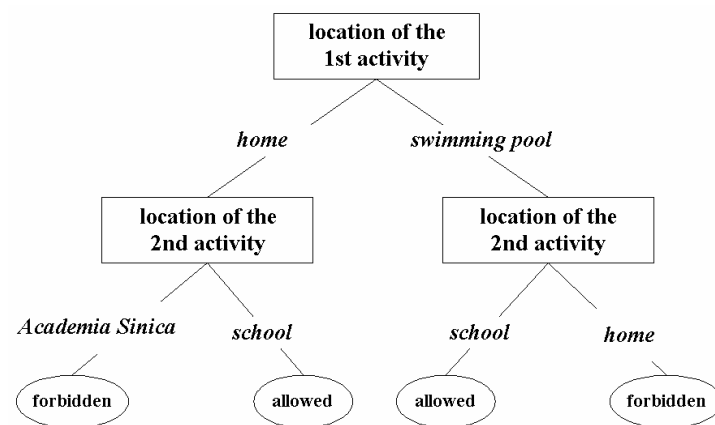 location of the
1st activity
home
swimming pool
location of the
2nd activity
location of the
2nd activity
Academia Sinica
school
school
home
forbidden
allowed
allowed
forbidden